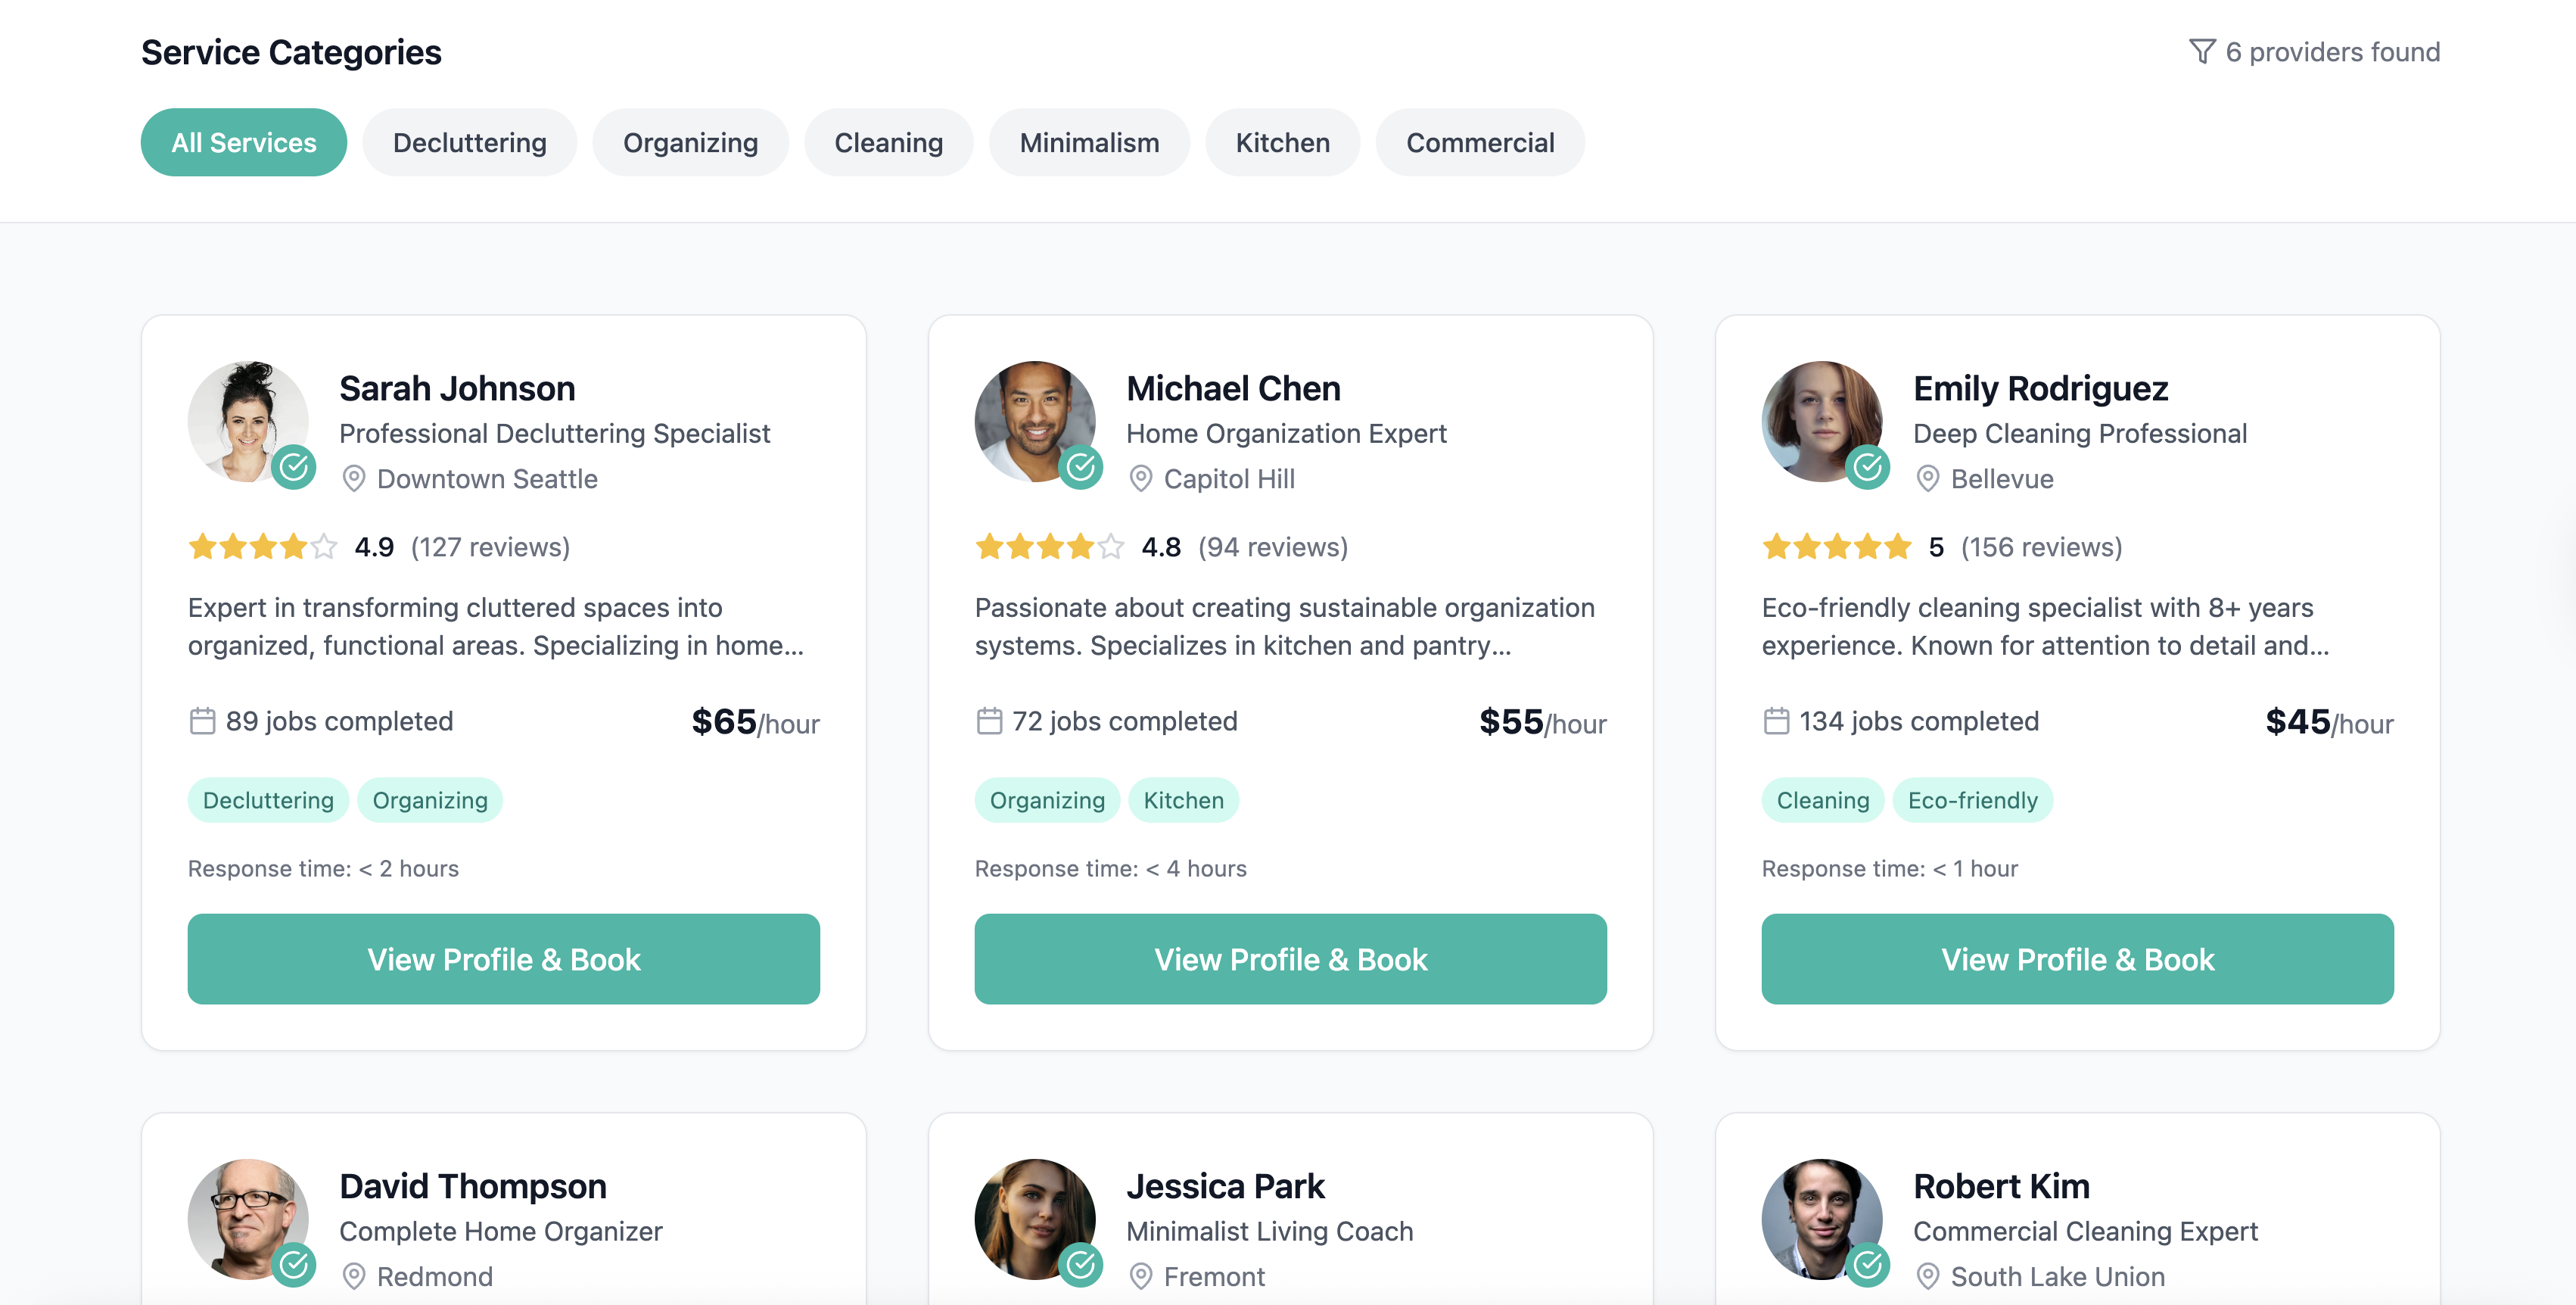 Service Categories
6 providers found
All Services
Decluttering
Organizing
Cleaning
Minimalism
Kitchen
Commercial
Sarah Johnson
Professional Decluttering Specialist
Downtown Seattle
4.9 (127 reviews)
Expert in transforming cluttered spaces into
organized, functional areas. Specializing in home...
89 jobs completed
$65/hour
Decluttering
Organizing
Response time: < 2 hours
View Profile & Book
Michael Chen
Home Organization Expert
Capitol Hill
4.8 (94 reviews)
Passionate about creating sustainable organization
systems. Specializes in kitchen and pantry...
72 jobs completed
$55/hour
Organizing
Kitchen
Response time: < 4 hours
View Profile & Book
Emily Rodriguez
Deep Cleaning Professional
Bellevue
5 (156 reviews)
Eco-friendly cleaning specialist with 8+ years
experience. Known for attention to detail and...
134 jobs completed
$45/hour
Cleaning
Eco-friendly
Response time: < 1 hour
View Profile & Book
David Thompson
Complete Home Organizer
Redmond
Jessica Park
Minimalist Living Coach
Fremont
Robert Kim
Commercial Cleaning Expert
South Lake Union